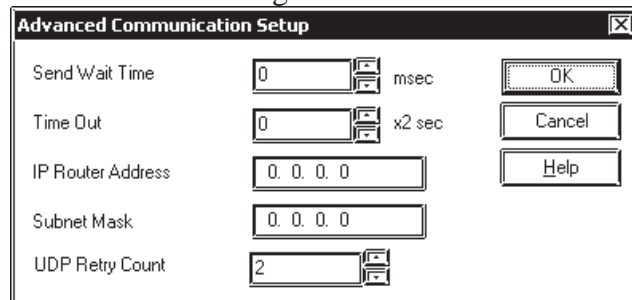 Advanced Communication Setup
Send Wait Time 0 msec OK
Time Out 0 x2 sec Cancel
IP Router Address 0. 0. 0. 0 Help
Subnet Mask 0. 0. 0. 0
UDP Retry Count 2